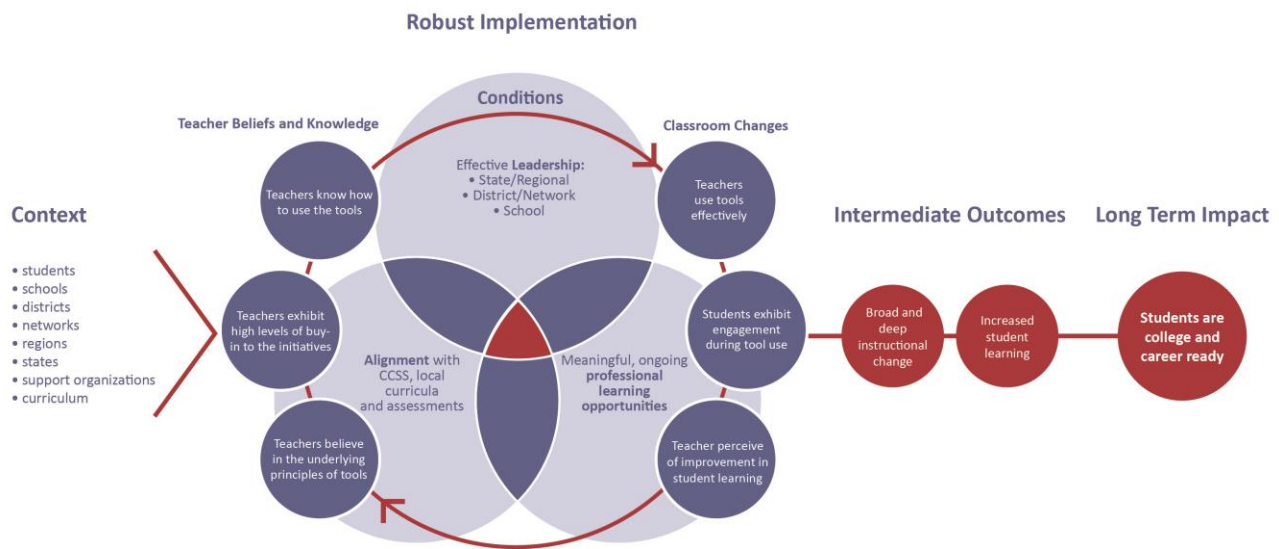 Robust Implementation
Context
• students
• schools
• districts
• networks
• regions
• states
• support organizations
• curriculum
Teacher Beliefs and Knowledge
Teachers know how
to use the tools
Teachers exhibit
high levels of buy-
in to the initiatives
Teachers believe
in the underlying
principles of tools
Conditions
Effective Leadership:
• State/Regional
• District/Network
• School
Alignment with
CCSS, local
curricula
and assessments
Meaningful, ongoing
professional
learning
opportunities
Classroom Changes
Teachers
use tools
effectively
Students exhibit
engagement
during tool use
Teacher perceive
of improvement in
student learning
Intermediate Outcomes
Broad and
deep
instructional
change
Increased
student
learning
Long Term Impact
Students are
college and
career ready